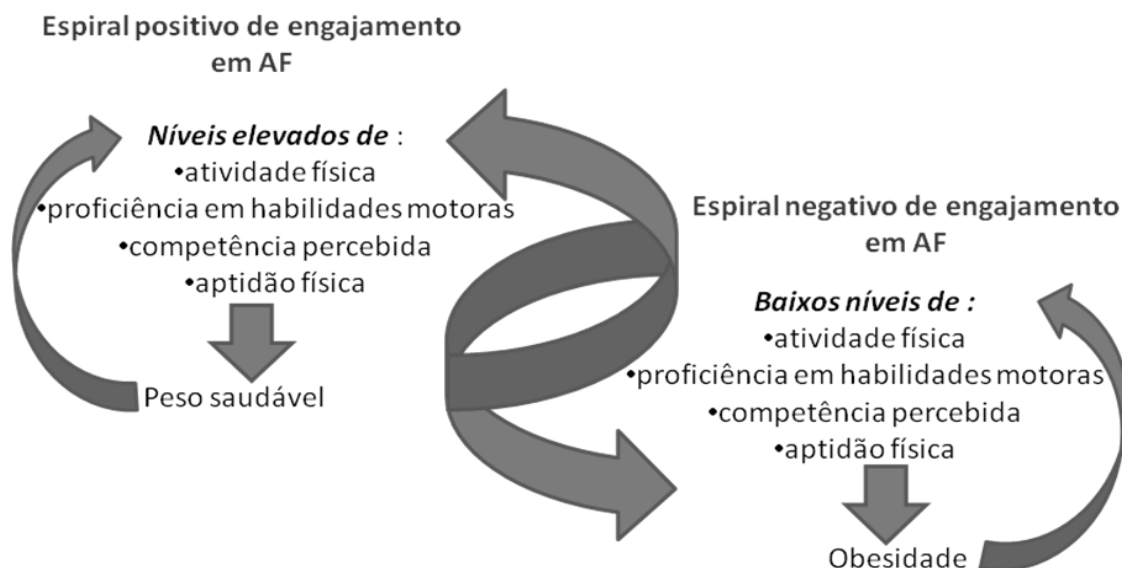 Espiral positivo de engajamento
em AF
Níveis elevados de :
•atividade física
•proficiência em habilidades motoras
•competência percebida
•aptidão física
Peso saudável
Espiral negativo de engajamento
em AF
Baixos níveis de :
•atividade física
•proficiência em habilidades motoras
•competência percebida
•aptidão física
Obesidade